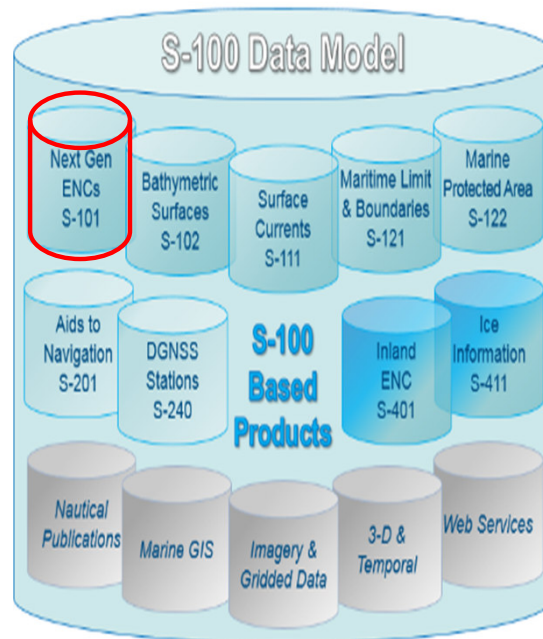 S-100 Data Model
Next Gen
ENCs
S-101
Bathymetric
Surfaces
S-102
Surface
Currents
S-111
Maritime Limit
& Boundaries
S-121
Marine
Protected Area
S-122
Aids to
Navigation
S-201
DGNSS
Stations
S-240
S-100
Based
Products
Inland
ENC
S-401
Ice
Information
S-411
Nautical
Publications
Marine GIS
Imagery &
Gridded Data
3-D &
Temporal
Web Services